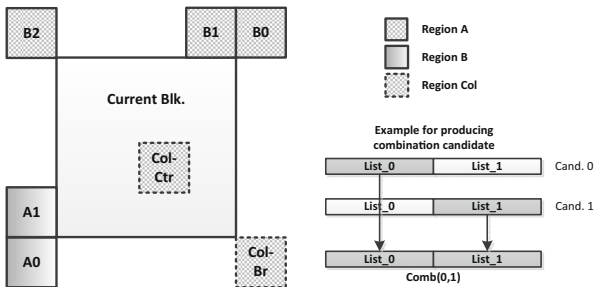 B2
B1
B0
Current Blk.
Col-
Ctr
A1
A0
Col-
Br
Region A
Region B
Region Col
Example for producing
combination candidate
List_0 List_1 Cand. 0
List_0 List_1 Cand. 1
List_0 List_1
Comb(0,1)